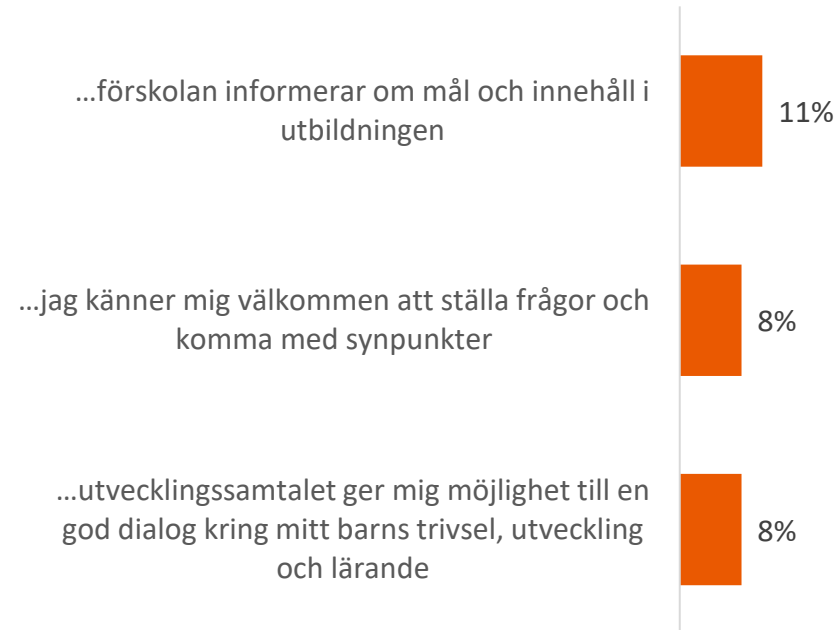 ...förskolan informerar om mål och innehåll i
utbildningen
11%
...jag känner mig välkommen att ställa frågor och
komma med synpunkter
8%
...utvecklingssamtalet ger mig möjlighet till en
god dialog kring mitt barns trivsel, utveckling
och lärande
8%